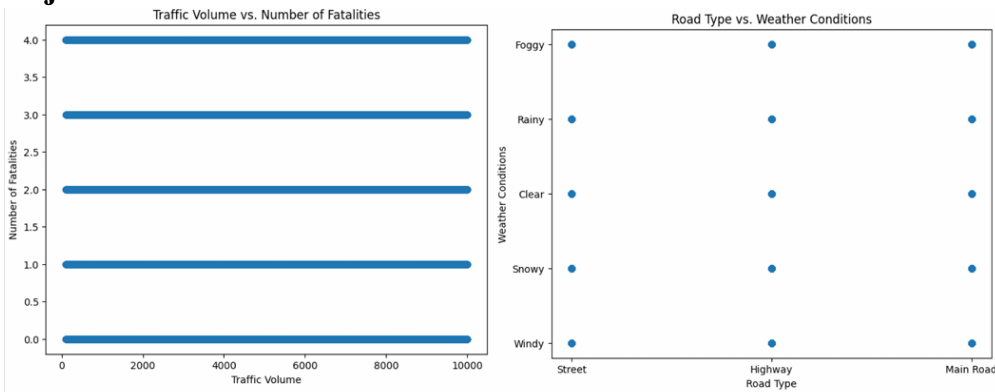 Traffic Volume vs. Number of Fatalities
4.0
3.5
3.0
2.5
2.0
1.5
1.0
0.5
0.0
Number of Fatalities
0
2000
4000
6000
8000
10000
Traffic Volume
Road Type vs. Weather Conditions
Foggy
Rainy
Clear
Snowy
Windy
Weather Conditions
Street
Highway
Main Road
Road Type